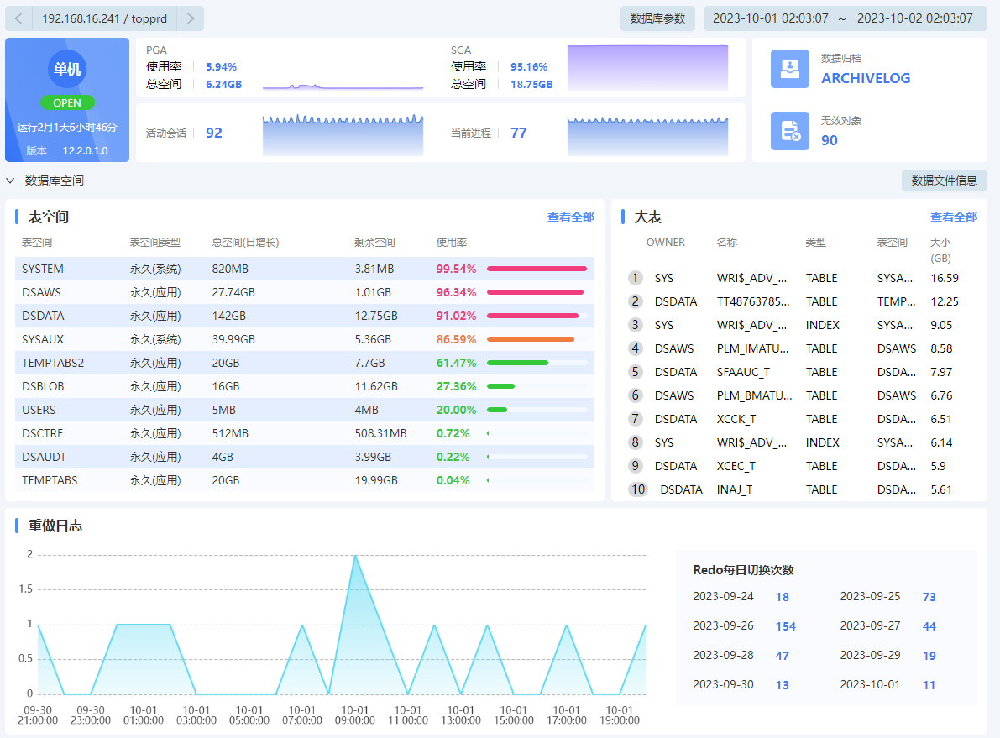 192.168.16.241 / topprd
数据库参数
2023-10-01 02:03:07 ~ 2023-10-02 02:03:07
单机
OPEN
运行2月1天6小时46分
版本 | 12.2.0.1.0
PGA
使用率 5.94%
总空间 6.24GB
SGA
使用率 95.16%
总空间 18.75GB
活动会话 92
当前进程 77
数据归档
ARCHIVELOG
无效对象
90
数据库空间
数据文件信息
表空间 查看全部
表空间 表空间类型 总空间(日增长) 剩余空间 使用率
SYSTEM 永久(系统) 820MB 3.81MB 99.54%
DSAWS 永久(应用) 27.74GB 1.01GB 96.34%
DSDATA 永久(应用) 142GB 12.75GB 91.02%
SYSAUX 永久(系统) 39.99GB 5.36GB 86.59%
TEMPTABS2 永久(应用) 20GB 7.7GB 61.47%
DSBLOB 永久(应用) 16GB 11.62GB 27.36%
USERS 永久(应用) 5MB 4MB 20.00%
DSCTRF 永久(应用) 512MB 508.31MB 0.72%
DSAUDT 永久(应用) 4GB 3.99GB 0.22%
TEMPTABS 永久(应用) 20GB 19.99GB 0.04%
大表 查看全部
OWNER 名称 类型 表空间 大小
(GB)
1 SYS WRI$_ADV_... TABLE SYSA... 16.59
2 DSDATA TT48763785... TABLE TEMP... 12.25
3 SYS WRI$_ADV_... INDEX SYSA... 9.05
4 DSAWS PLM_IMATU... TABLE DSAWS 8.58
5 DSDATA SFAAUC_T TABLE DSDA... 7.97
6 DSAWS PLM_BMATU... TABLE DSAWS 6.76
7 DSDATA XCCK_T TABLE DSDA... 6.51
8 SYS WRI$_ADV_... INDEX SYSA... 6.14
9 DSDATA XCEC_T TABLE DSDA... 5.9
10 DSDATA INAJ_T TABLE DSDA... 5.61
重做日志
2
1.5
1
0.5
0
09-30 09-30 10-01 10-01 10-01 10-01 10-01 10-01 10-01 10-01 10-01 10-01
21:00:00 23:00:00 01:00:00 03:00:00 05:00:00 07:00:00 09:00:00 11:00:00 13:00:00 15:00:00 17:00:00 19:00:00
Redo每日切换次数
2023-09-24 18 2023-09-25 73
2023-09-26 154 2023-09-27 44
2023-09-28 47 2023-09-29 19
2023-09-30 13 2023-10-01 11